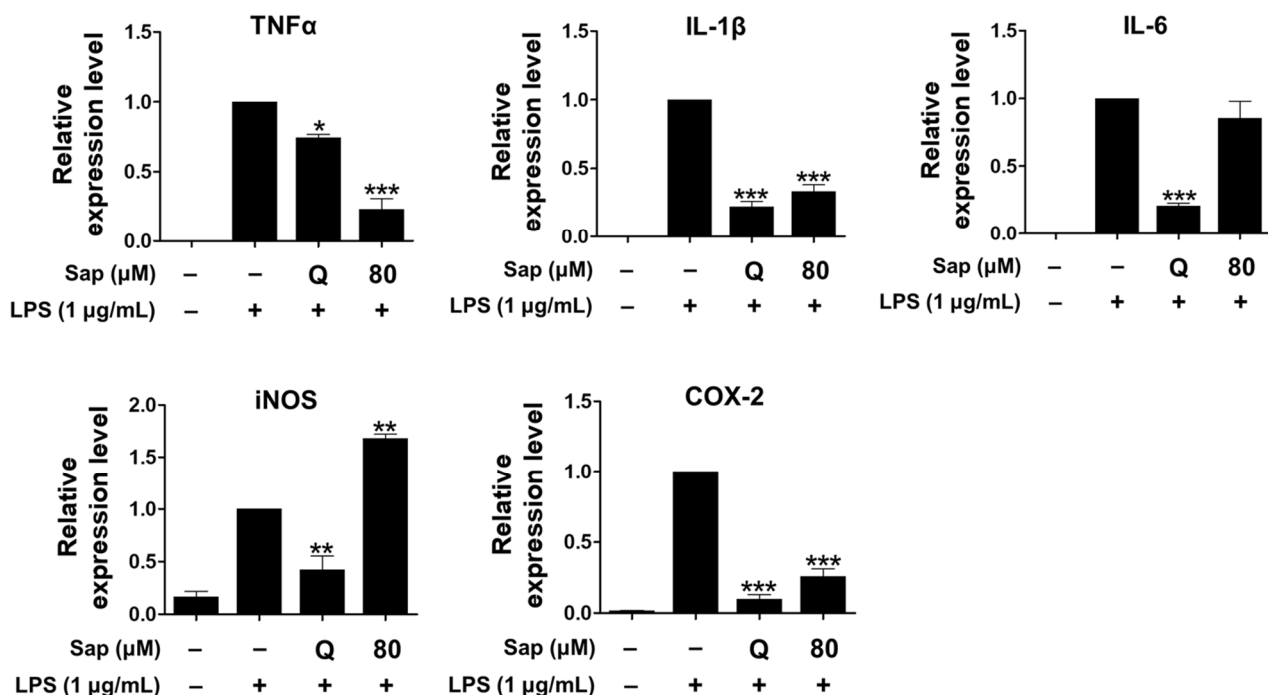 TNFα
Relative
expression level
1.5
1.0
0.5
0.0
*
***
Sap (μM) – – Q 80
LPS (1 μg/mL) – + + +
IL-1β
Relative
expression level
1.5
1.0
0.5
0.0
***
***
Sap (μM) – – Q 80
LPS (1 μg/mL) – + + +
IL-6
Relative
expression level
1.5
1.0
0.5
0.0
***
Sap (μM) – – Q 80
LPS (1 μg/mL) – + + +
iNOS
Relative
expression level
2.0
1.5
1.0
0.5
0.0
**
**
Sap (μM) – – Q 80
LPS (1 μg/mL) – + + +
COX-2
Relative
expression level
1.5
1.0
0.5
0.0
***
***
Sap (μM) – – Q 80
LPS (1 μg/mL) – + + +